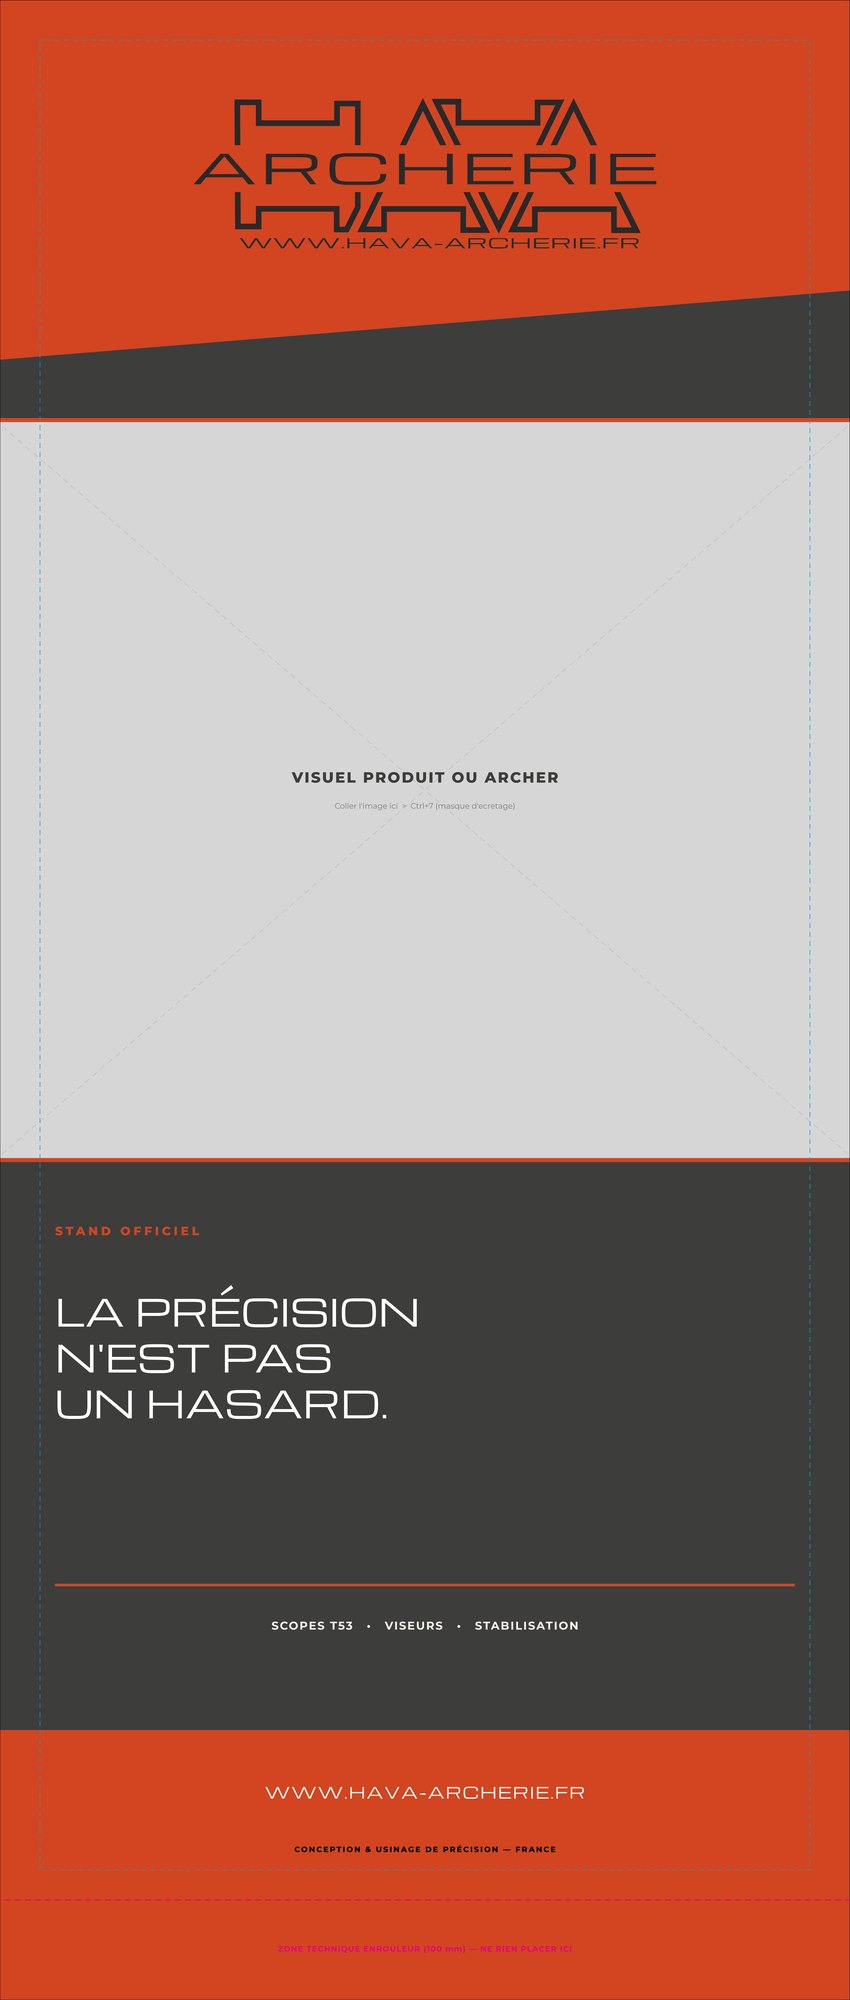 HAVA
ARCHERIE
HAVA
WWW.HAVA-ARCHERIE.FR
VISUEL PRODUIT OU ARCHER
Coller l'image ici > Ctrl+7 (masque d'ecretage)
STAND OFFICIEL
LA PRÉCISION
N'EST PAS
UN HASARD.
SCOPES T53 • VISEURS • STABILISATION
WWW.HAVA-ARCHERIE.FR
CONCEPTION & USINAGE DE PRÉCISION — FRANCE
ZONE TECHNIQUE ENROULEUR (100 mm) — NE RIEN PLACER ICI